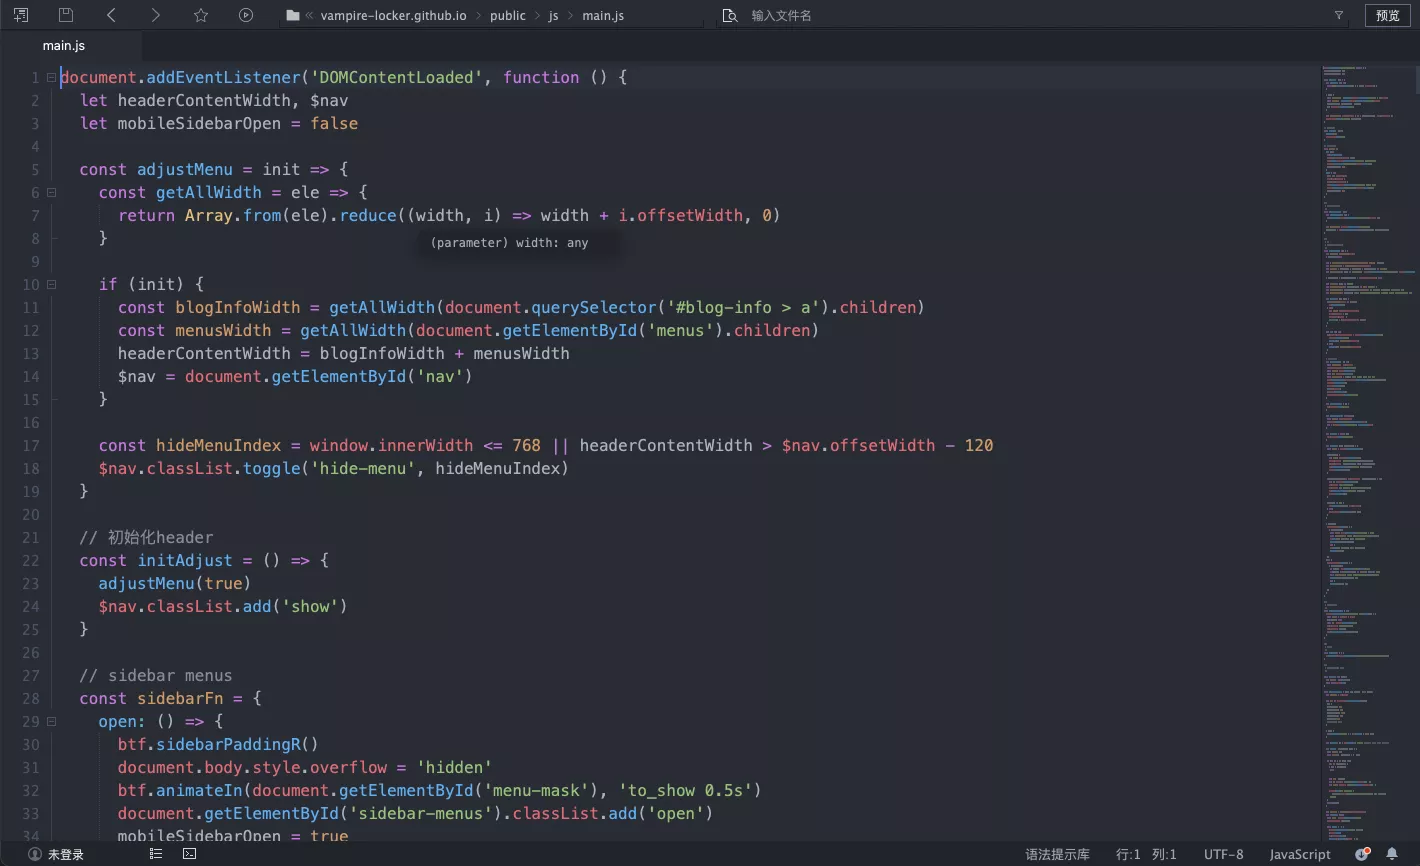 vampire-locker.github.io public js main.js 输入文件名 预览
main.js
1 document.addEventListener('DOMContentLoaded', function () {
2 let headerContentWidth, $nav
3 let mobileSidebarOpen = false
4
5 const adjustMenu = init => {
6 const getAllWidth = ele => {
7 return Array.from(ele).reduce((width, i) => width + i.offsetWidth, 0)
8 }
(parameter) width: any
9
10 if (init) {
11 const blogInfoWidth = getAllWidth(document.querySelector('#blog-info > a').children)
12 const menusWidth = getAllWidth(document.getElementById('menus').children)
13 headerContentWidth = blogInfoWidth + menusWidth
14 $nav = document.getElementById('nav')
15 }
16
17 const hideMenuIndex = window.innerWidth <= 768 || headerContentWidth > $nav.offsetWidth - 120
18 $nav.classList.toggle('hide-menu', hideMenuIndex)
19 }
20
21 // 初始化header
22 const initAdjust = () => {
23 adjustMenu(true)
24 $nav.classList.add('show')
25 }
26
27 // sidebar menus
28 const sidebarFn = {
29 open: () => {
30 btf.sidebarPaddingR()
31 document.body.style.overflow = 'hidden'
32 btf.animateIn(document.getElementById('menu-mask'), 'to_show 0.5s')
33 document.getElementById('sidebar-menus').classList.add('open')
34 mobileSidebarOpen = true
未登录 语法提示库 行:1 列:1 UTF-8 JavaScript